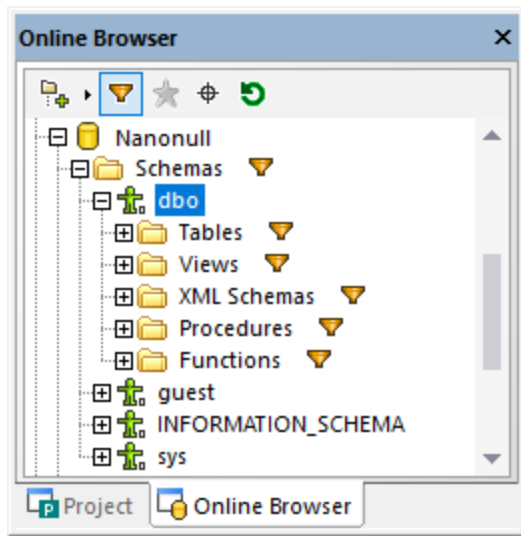 Online Browser
Nanonull
Schemas
dbo
Tables
Views
XML Schemas
Procedures
Functions
guest
INFORMATION_SCHEMA
sys
Project Online Browser